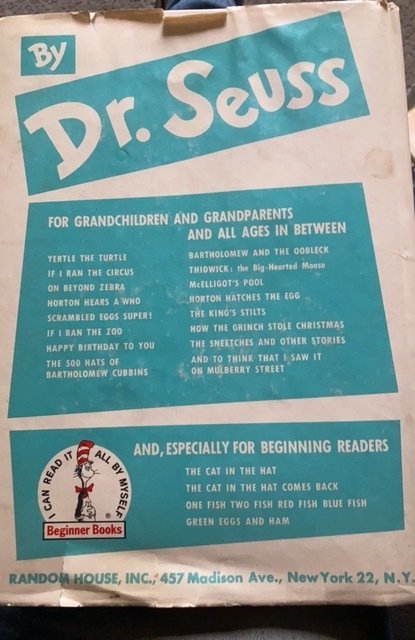 By
Dr. Seuss
FOR GRANDCHILDREN AND GRANDPARENTS
AND ALL AGES IN BETWEEN
YERTLE THE TURTLE
IF I RAN THE CIRCUS
ON BEYOND ZEBRA
HORTON HEARS A WHO
SCRAMBLED EGGS SUPER!
IF I RAN THE ZOO
HAPPY BIRTHDAY TO YOU
THE 500 HATS OF
BARTHOLOMEW CUBBINS
BARTHOLOMEW AND THE OOBLECK
THIDWICK: the Big-Hearted Moose
McELLIGOT'S POOL
HORTON HATCHES THE EGG
THE KING'S STILTS
HOW THE GRINCH STOLE CHRISTMAS
THE SNEETCHES AND OTHER STORIES
AND TO THINK THAT I SAW IT
ON MULBERRY STREET
I CAN READ IT ALL BY MYSELF
®
Beginner Books
AND, ESPECIALLY FOR BEGINNING READERS
THE CAT IN THE HAT
THE CAT IN THE HAT COMES BACK
ONE FISH TWO FISH RED FISH BLUE FISH
GREEN EGGS AND HAM
RANDOM HOUSE, INC., 457 Madison Ave., New York 22, N.Y.